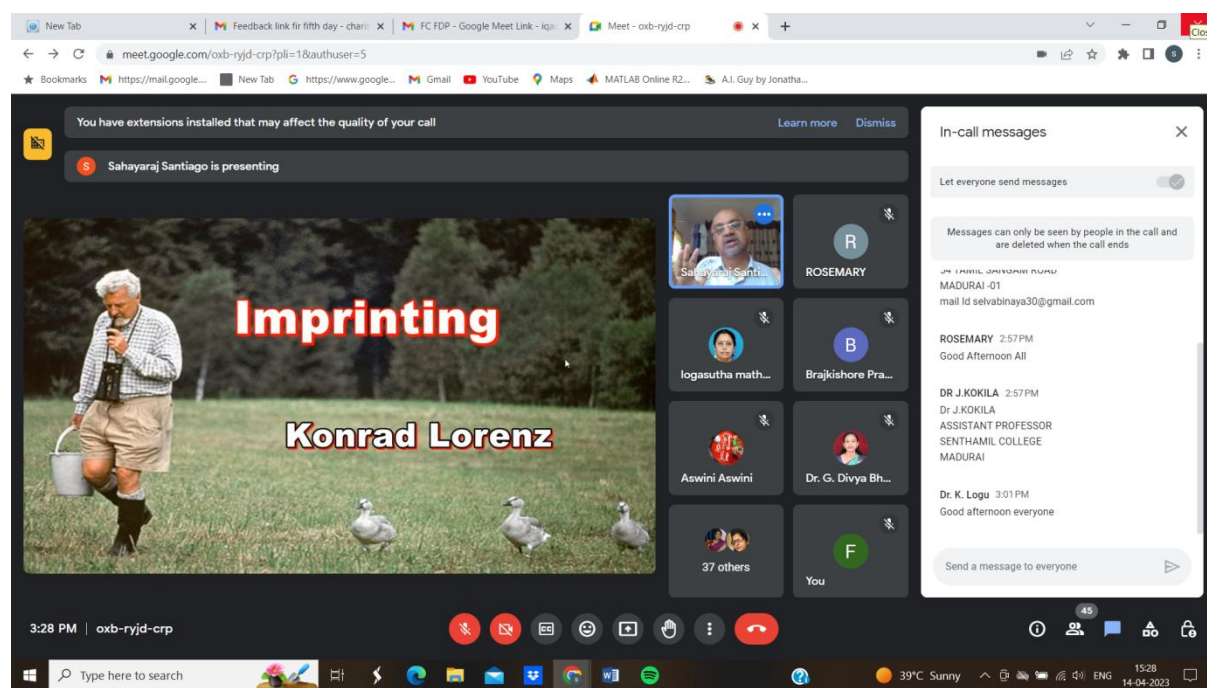 New Tab
Feedback link fir fifth day - charis
FC FDP - Google Meet Link - iqac
Meet - oxb-ryjd-crp
Clos
meet.google.com/oxb-ryjd-crp?pli=1&authuser=5
S
Bookmarks
https://mail.google....
New Tab
https://www.google...
Gmail
YouTube
Maps
MATLAB Online R2...
A.I. Guy by Jonatha...
You have extensions installed that may affect the quality of your call
Learn more
Dismiss
S
Sahayaraj Santiago is presenting
Imprinting
Konrad Lorenz
Sahayaraj Santi...
R
ROSEMARY
logasutha math...
B
Brajkishore Pra...
Aswini Aswini
Dr. G. Divya Bh...
37 others
F
You
In-call messages
Let everyone send messages
Messages can only be seen by people in the call and
are deleted when the call ends
54 TAMIL SANGAM ROAD
MADURAI -01
mail Id selvabinaya30@gmail.com
ROSEMARY 2:57 PM
Good Afternoon All
DR J.KOKILA 2:57 PM
Dr J.KOKILA
ASSISTANT PROFESSOR
SENTHAMIL COLLEGE
MADURAI
Dr. K. Logu 3:01 PM
Good afternoon everyone
Send a message to everyone
3:28 PM | oxb-ryjd-crp
45
Type here to search
39°C Sunny
ENG
15:28
14-04-2023